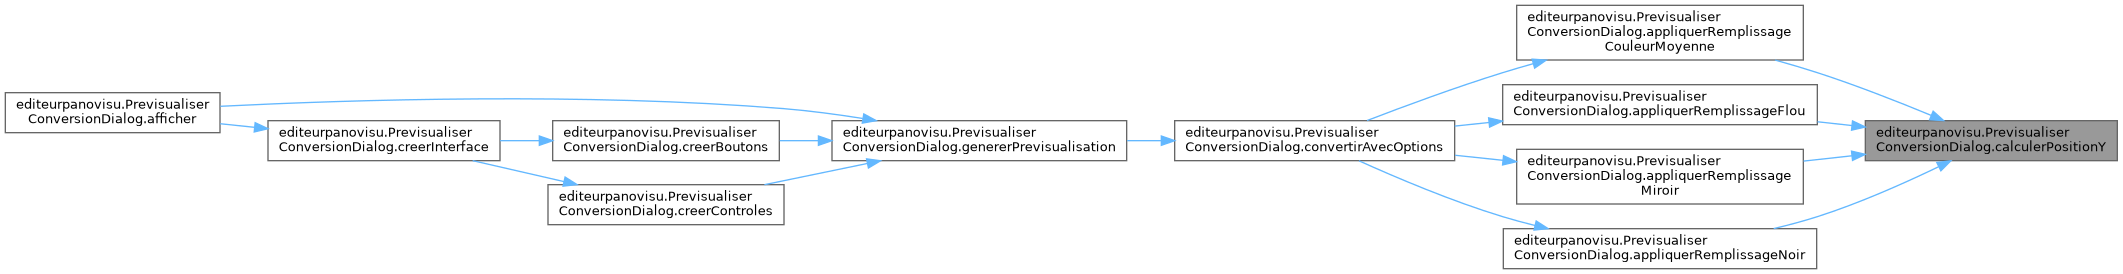 editeurpanovisu.Previsualiser
ConversionDialog.afficher
editeurpanovisu.Previsualiser
ConversionDialog.creerInterface
editeurpanovisu.Previsualiser
ConversionDialog.creerBoutons
editeurpanovisu.Previsualiser
ConversionDialog.creerControles
editeurpanovisu.Previsualiser
ConversionDialog.genererPrevisualisation
editeurpanovisu.Previsualiser
ConversionDialog.convertirAvecOptions
editeurpanovisu.Previsualiser
ConversionDialog.appliquerRemplissage
CouleurMoyenne
editeurpanovisu.Previsualiser
ConversionDialog.appliquerRemplissageFlou
editeurpanovisu.Previsualiser
ConversionDialog.appliquerRemplissage
Miroir
editeurpanovisu.Previsualiser
ConversionDialog.appliquerRemplissageNoir
editeurpanovisu.Previsualiser
ConversionDialog.calculerPositionY